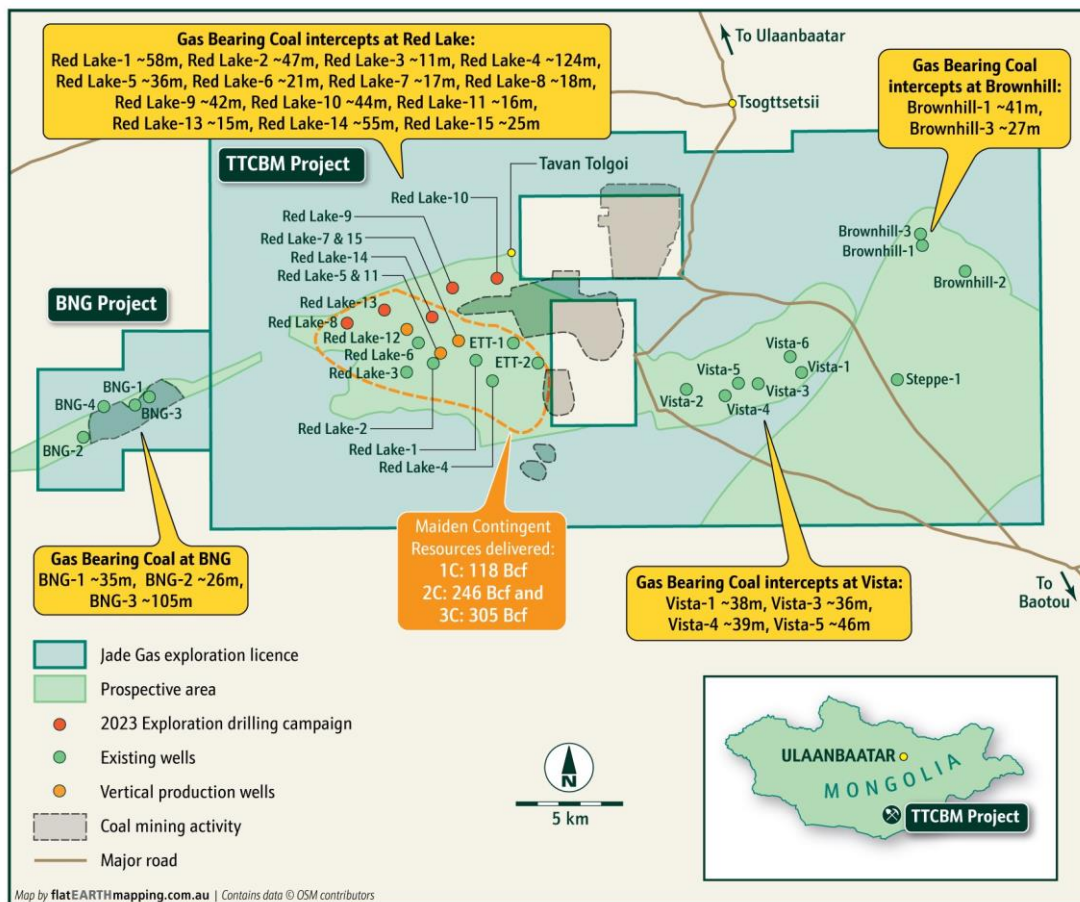 Gas Bearing Coal intercepts at Red Lake:
Red Lake-1 ~58m, Red Lake-2 ~47m, Red Lake-3 ~11m, Red Lake-4 ~124m,
Red Lake-5 ~36m, Red Lake-6 ~21m, Red Lake-7 ~17m, Red Lake-8 ~18m,
Red Lake-9 ~42m, Red Lake-10 ~44m, Red Lake-11 ~16m,
Red Lake-13 ~15m, Red Lake-14 ~55m, Red Lake-15 ~25m
To Ulaanbaatar
Tsogttsetsii
Gas Bearing
Coal
intercepts at
Brownhill:
Brownhill-1 ~41m,
Brownhill-3 ~27m
TTCBM Project
Tavan Tolgoi
Red Lake-10
Red Lake-9
Red Lake-7 & 15
Red Lake-14
Red Lake-5 & 11
Red Lake-13
Red Lake-8
Red Lake-12
Red Lake-6
Red Lake-3
Red Lake-2
Red Lake-1
Red Lake-4
ETT-1
ETT-2
Brownhill-3
Brownhill-1
Brownhill-2
Vista-6
Vista-1
Vista-5
Vista-3
Vista-2
Vista-4
Steppe-1
BNG Project
BNG-1
BNG-4
BNG-3
BNG-2
Gas Bearing Coal at BNG
BNG-1 ~35m, BNG-2 ~26m,
BNG-3 ~105m
Maiden Contingent
Resources delivered:
1C: 118 Bcf
2C: 246 Bcf and
3C: 305 Bcf
Gas Bearing Coal intercepts at Vista:
Vista-1 ~38m, Vista-3 ~36m,
Vista-4 ~39m, Vista-5 ~46m
To
Baotou
Jade Gas exploration licence
Prospective area
2023 Exploration drilling campaign
Existing wells
Vertical production wells
Coal mining activity
Major road
N
5 km
ULAANBAATAR
MONGOLIA
TTCBM Project
Map by flatEARTHmapping.com.au | Contains data © OSM contributors